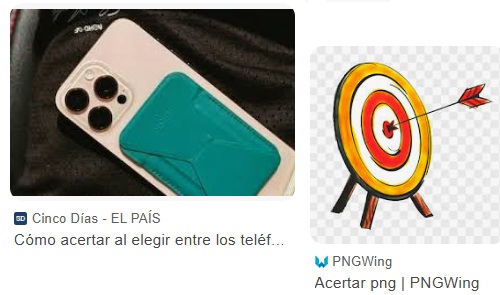 Cinco Días - EL PAÍS
Cómo acertar al elegir entre los teléf...
PNGWing
Acertar png | PNGWing